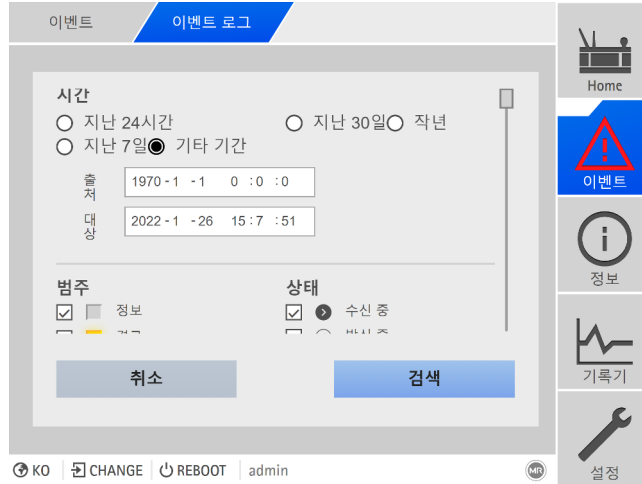 이벤트
이벤트 로그
시간
지난 24시간
지난 30일
작년
지난 7일
기타 기간
출처
1970 - 1 - 1 0 : 0 : 0
대상
2022 - 1 - 26 15 : 7 : 51
범주
상태
정보
수신 중
취소
검색
Home
이벤트
정보
기록기
설정
KO
CHANGE
REBOOT
admin
MR